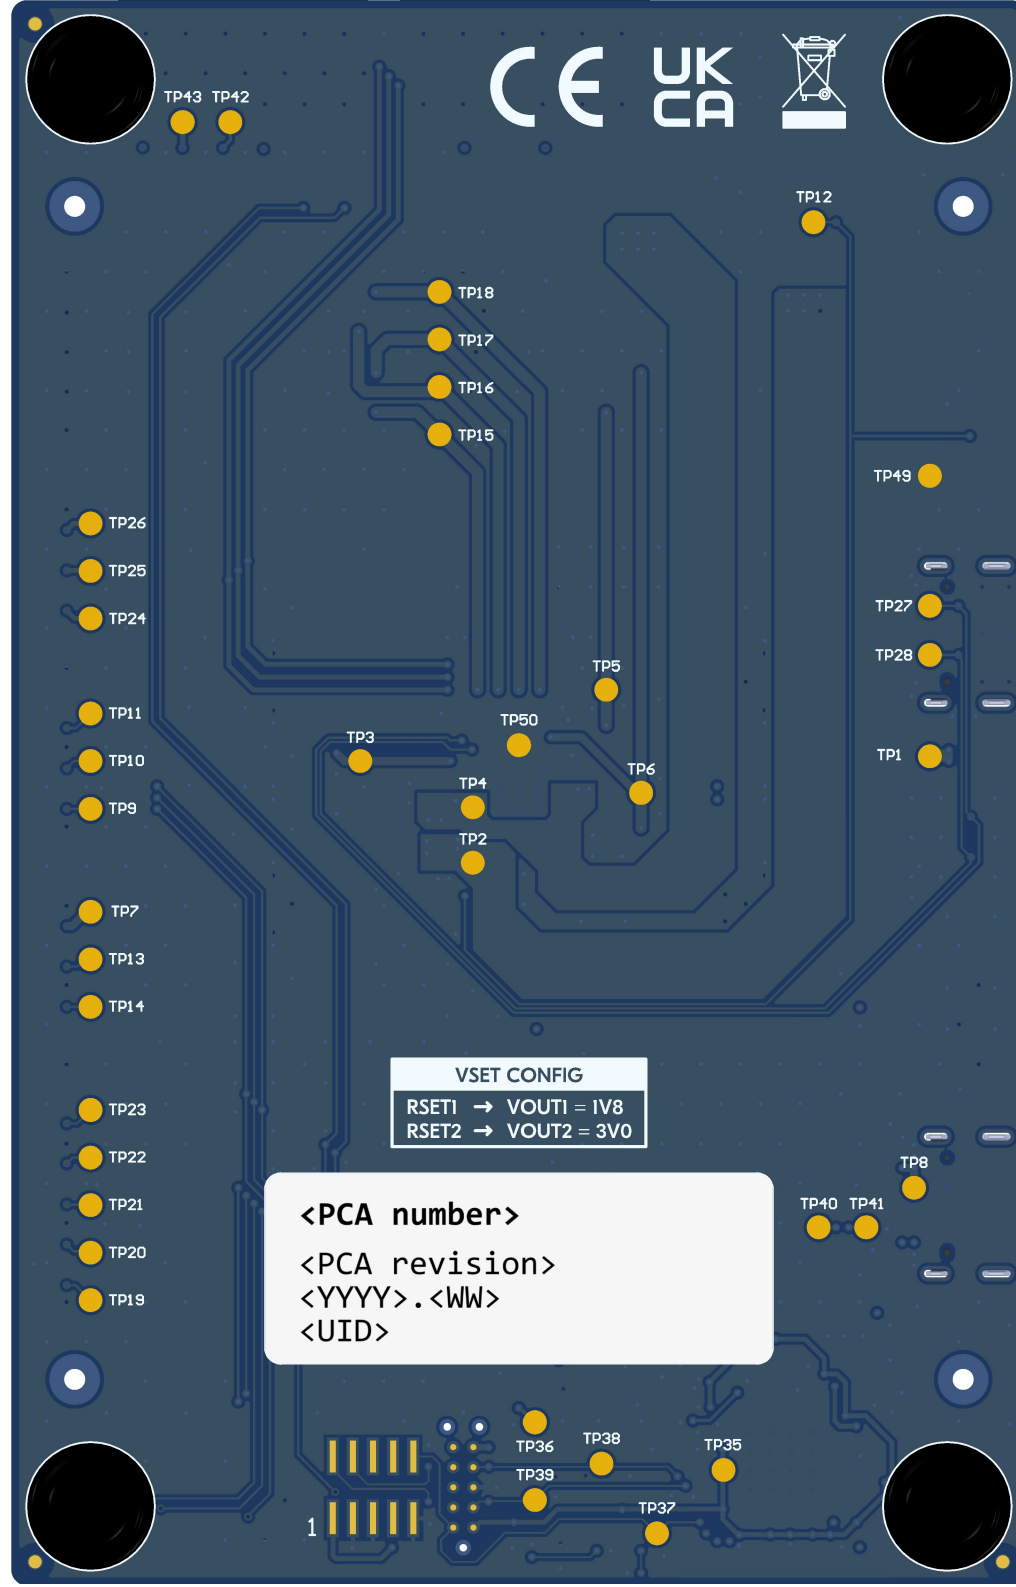 CE
UK
CA
TP43 TP42
TP12
TP18
TP17
TP16
TP15
TP49
TP26
TP25
TP24
TP27
TP28
TP5
TP11
TP50
TP3
TP10
TP1
TP6
TP4
TP9
TP2
TP7
TP13
TP14
VSET CONFIG
RSET1 → VOUT1 = 1V8
RSET2 → VOUT2 = 3V0
TP23
TP22
TP8
TP21
TP40 TP41
TP20
TP19
<PCA number>
<PCA revision>
<YYYY>.<WW>
<UID>
TP36
TP38
TP35
TP39
TP37
1